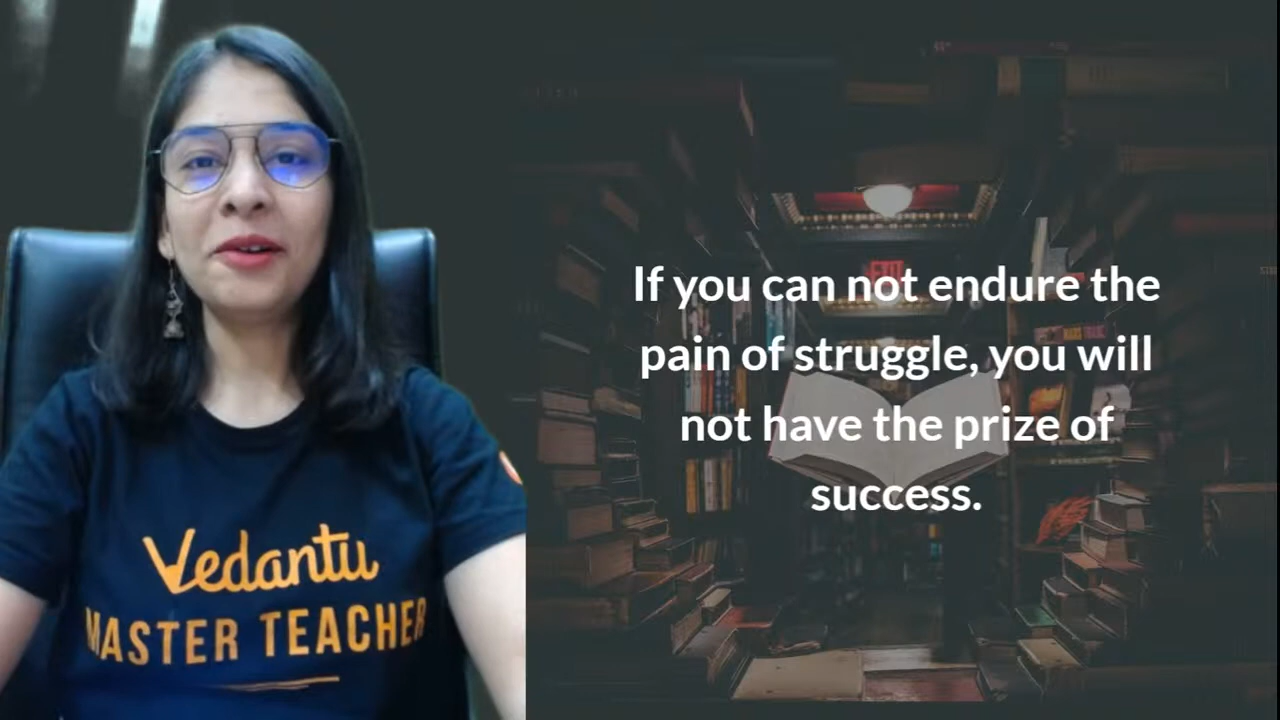 If you can not endure the
pain of struggle, you will
not have the prize of
success.
Vedantu
MASTER TEACHER
EXIT